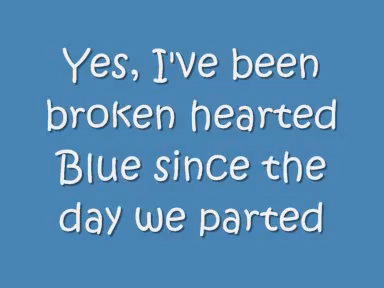 Yes, I've been
broken hearted
Blue since the
day we parted